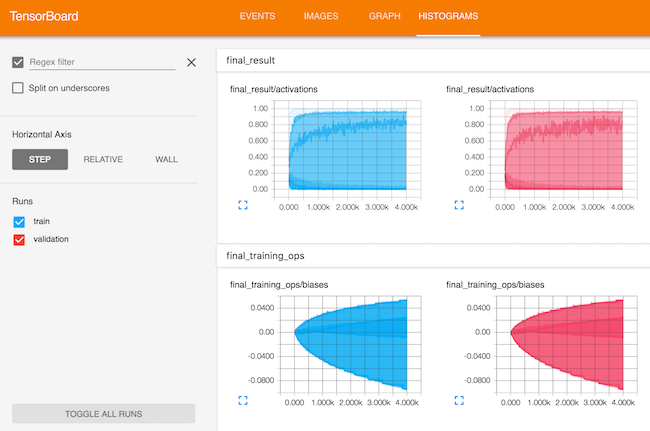 TensorBoard
EVENTS IMAGES GRAPH HISTOGRAMS
Regex filter
Split on underscores
Horizontal Axis
STEP RELATIVE WALL
Runs
train
validation
TOGGLE ALL RUNS
final_result
final_result/activations
1.00
0.800
0.600
0.400
0.200
0.00
0.000 1.000k 2.000k 3.000k 4.000k
final_result/activations
1.00
0.800
0.600
0.400
0.200
0.00
0.000 1.000k 2.000k 3.000k 4.000k
final_training_ops
final_training_ops/biases
0.0400
0.00
-0.0400
-0.0800
0.000 1.000k 2.000k 3.000k 4.000k
final_training_ops/biases
0.0400
0.00
-0.0400
-0.0800
0.000 1.000k 2.000k 3.000k 4.000k